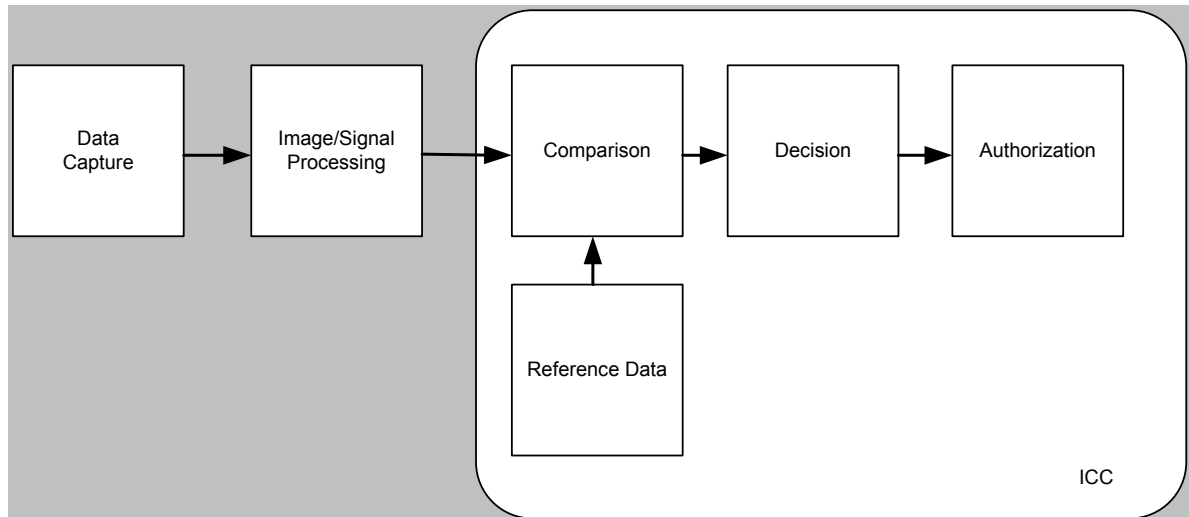 Data
Capture
Image/Signal
Processing
Comparison
Decision
Authorization
Reference Data
ICC